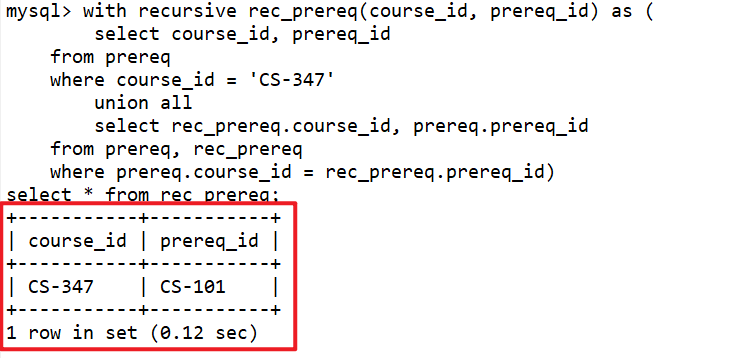 mysql> with recursive rec_prereq(course_id, prereq_id) as (
        select course_id, prereq_id
    from prereq
    where course_id = 'CS-347'
        union all
        select rec_prereq.course_id, prereq.prereq_id
    from prereq, rec_prereq
    where prereq.course_id = rec_prereq.prereq_id)
select * from rec_prereq;
+-----------+-----------+
| course_id | prereq_id |
+-----------+-----------+
| CS-347    | CS-101    |
+-----------+-----------+
1 row in set (0.12 sec)